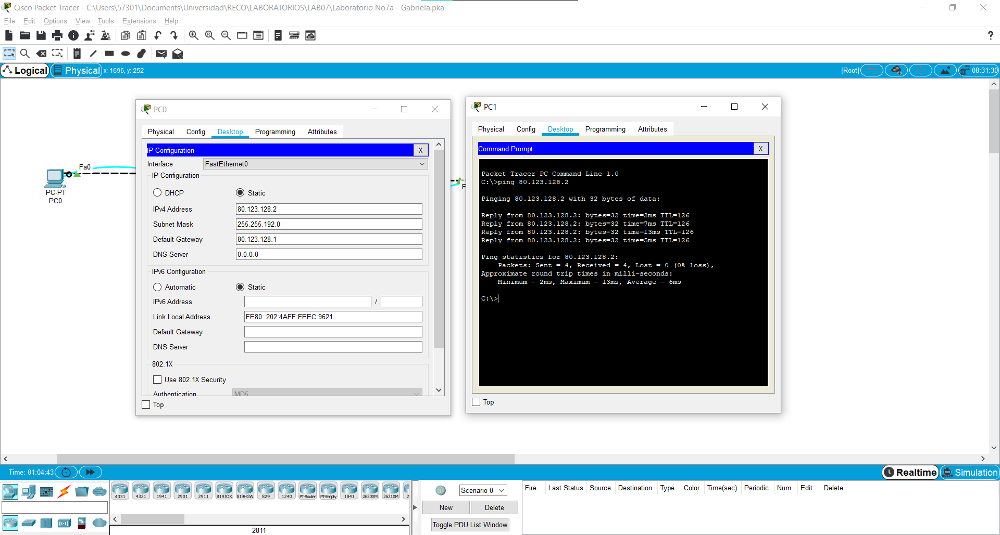 Cisco Packet Tracer - C:\Users\57301\Documents\Universidad\RECO\LABORATORIOS\LAB07\Laboratorio No7a - Gabriela.pka
File Edit Options View Tools Extensions Help
?
Logical Physical x: 1696, y: 252 [Root] 08:31:30
Fa0
PC-PT
PC0
PC0
Physical Config Desktop Programming Attributes
IP Configuration X
Interface FastEthernet0
IP Configuration
DHCP Static
IPv4 Address 80.123.128.2
Subnet Mask 255.255.192.0
Default Gateway 80.123.128.1
DNS Server 0.0.0.0
IPv6 Configuration
Automatic Static
IPv6 Address /
Link Local Address FE80::202:4AFF:FEEC:9621
Default Gateway
DNS Server
802.1X
Use 802.1X Security
Authentication MD5
Top
F
PC1
Physical Config Desktop Programming Attributes
Command Prompt X
Packet Tracer PC Command Line 1.0
C:\>ping 80.123.128.2
Pinging 80.123.128.2 with 32 bytes of data:
Reply from 80.123.128.2: bytes=32 time=2ms TTL=126
Reply from 80.123.128.2: bytes=32 time=7ms TTL=126
Reply from 80.123.128.2: bytes=32 time=13ms TTL=126
Reply from 80.123.128.2: bytes=32 time=5ms TTL=126
Ping statistics for 80.123.128.2:
Packets: Sent = 4, Received = 4, Lost = 0 (0% loss),
Approximate round trip times in milli-seconds:
Minimum = 2ms, Maximum = 13ms, Average = 6ms
C:\>
Top
Time: 01:04:43 Realtime Simulation
4331 4321 1941 2901 2911 819IOX 819HGW 829 1240 PT-Router PT-Empty 1841 2620XM 2621XM 2
2811
1 Scenario 0
New Delete
Toggle PDU List Window
Fire Last Status Source Destination Type Color Time(sec) Periodic Num Edit Delete